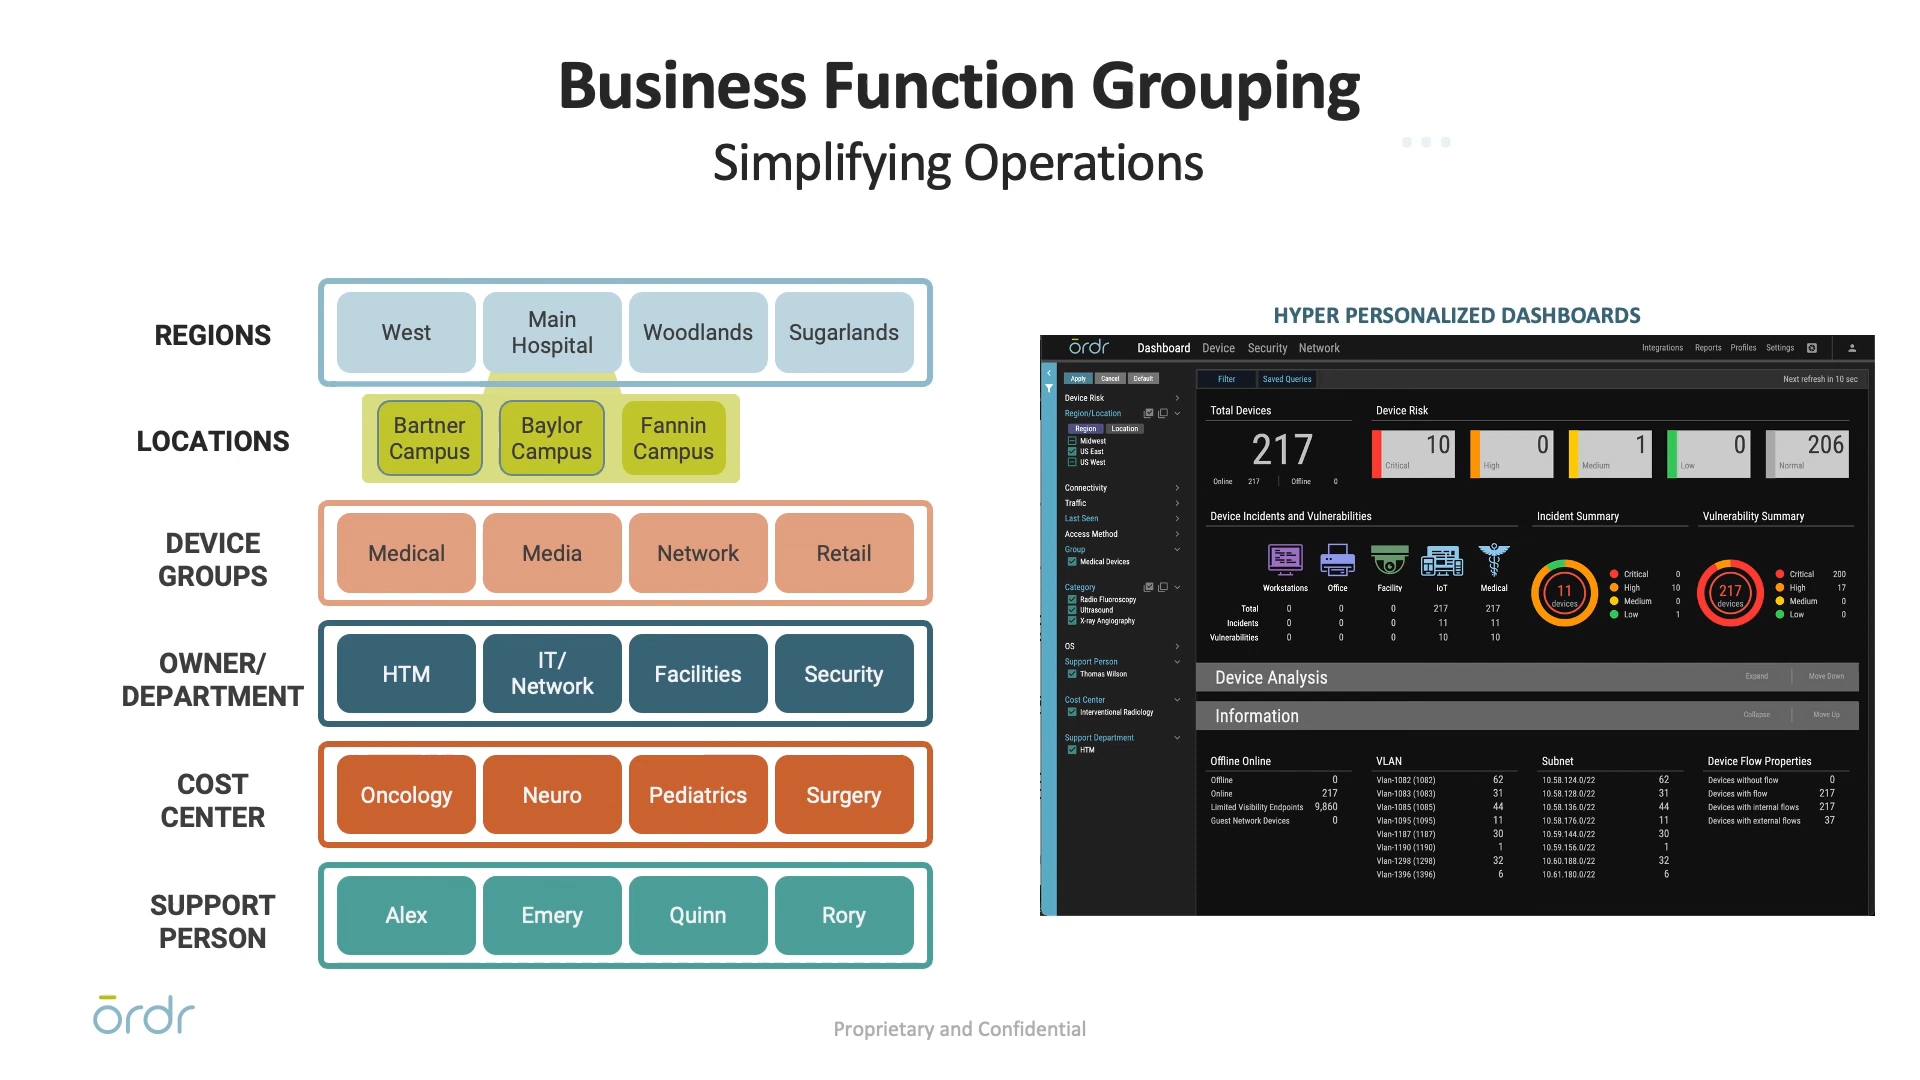 Business Function Grouping
Simplifying Operations
REGIONS
West
Main
Hospital
Woodlands
Sugarlands
LOCATIONS
Bartner
Campus
Baylor
Campus
Fannin
Campus
DEVICE
GROUPS
Medical
Media
Network
Retail
OWNER/
DEPARTMENT
HTM
IT/
Network
Facilities
Security
COST
CENTER
Oncology
Neuro
Pediatrics
Surgery
SUPPORT
PERSON
Alex
Emery
Quinn
Rory
HYPER PERSONALIZED DASHBOARDS
ōrdr Dashboard Device Security Network Integrations Reports Profiles Settings
Apply Cancel Default
Device Risk
Region/Location
Region Location
Midwest
US East
US West
Connectivity
Traffic
Last Seen
Access Method
Group
Medical Devices
Category
Radio Fluoroscopy
Ultrasound
X-ray Angiography
OS
Support Person
Thomas Wilson
Cost Center
Interventional Radiology
Support Department
HTM
Filter Saved Queries Next refresh in 10 sec
Total Devices
217
Online 217 Offline 0
Device Risk
10 Critical
0 High
1 Medium
0 Low
206 Normal
Device Incidents and Vulnerabilities
Workstations Office Facility IoT Medical
Total 0 0 0 217 217
Incidents 0 0 0 11 11
Vulnerabilities 0 0 0 10 10
Incident Summary
11
devices
Critical 0
High 10
Medium 0
Low 1
Vulnerability Summary
217
devices
Critical 200
High 17
Medium 0
Low 0
Device Analysis Expand Move Down
Information Collapse Move Up
Offline Online
Offline 0
Online 217
Limited Visibility Endpoints 9,860
Guest Network Devices 0
VLAN
Vlan-1082 (1082) 62
Vlan-1083 (1083) 31
Vlan-1085 (1085) 44
Vlan-1095 (1095) 11
Vlan-1187 (1187) 30
Vlan-1190 (1190) 1
Vlan-1298 (1298) 32
Vlan-1396 (1396) 6
Subnet
10.58.124.0/22 62
10.58.128.0/22 31
10.58.136.0/22 44
10.58.176.0/22 11
10.59.144.0/22 30
10.59.156.0/22 1
10.60.188.0/22 32
10.61.180.0/22 6
Device Flow Properties
Devices without flow 0
Devices with flow 217
Devices with internal flows 217
Devices with external flows 37
ōrdr
Proprietary and Confidential